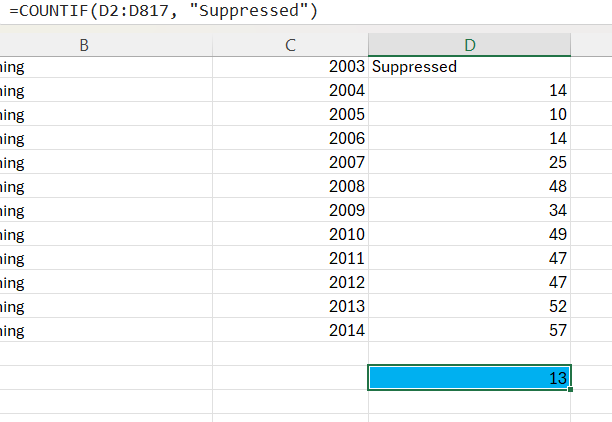 =COUNTIF(D2:D817, "Suppressed")
B C D
ning 2003 Suppressed
ning 2004 14
ning 2005 10
ning 2006 14
ning 2007 25
ning 2008 48
ning 2009 34
ning 2010 49
ning 2011 47
ning 2012 47
ning 2013 52
ning 2014 57
13